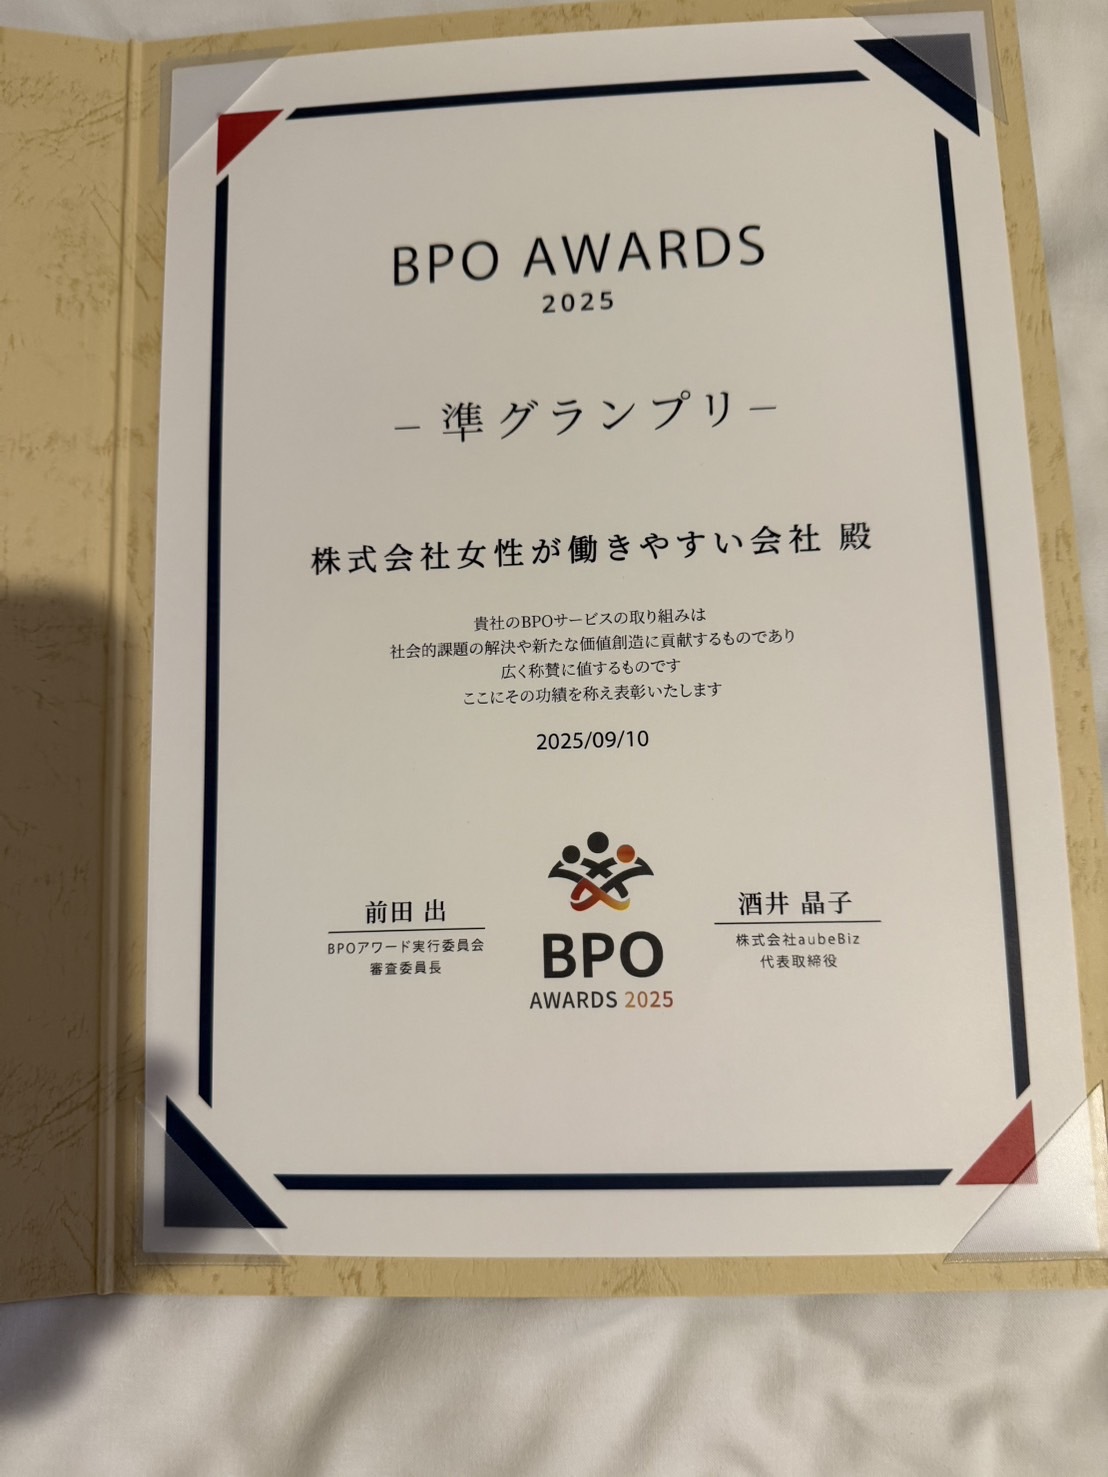 BPO AWARDS
2025
– 準グランプリ –
株式会社女性が働きやすい会社 殿
貴社のBPOサービスの取り組みは
社会的課題の解決や新たな価値創造に貢献するものであり
広く称賛に値するものです
ここにその功績を称え表彰いたします
2025/09/10
前田 出
BPOアワード実行委員会
審査委員長
BPO
AWARDS 2025
酒井 晶子
株式会社aubeBiz
代表取締役